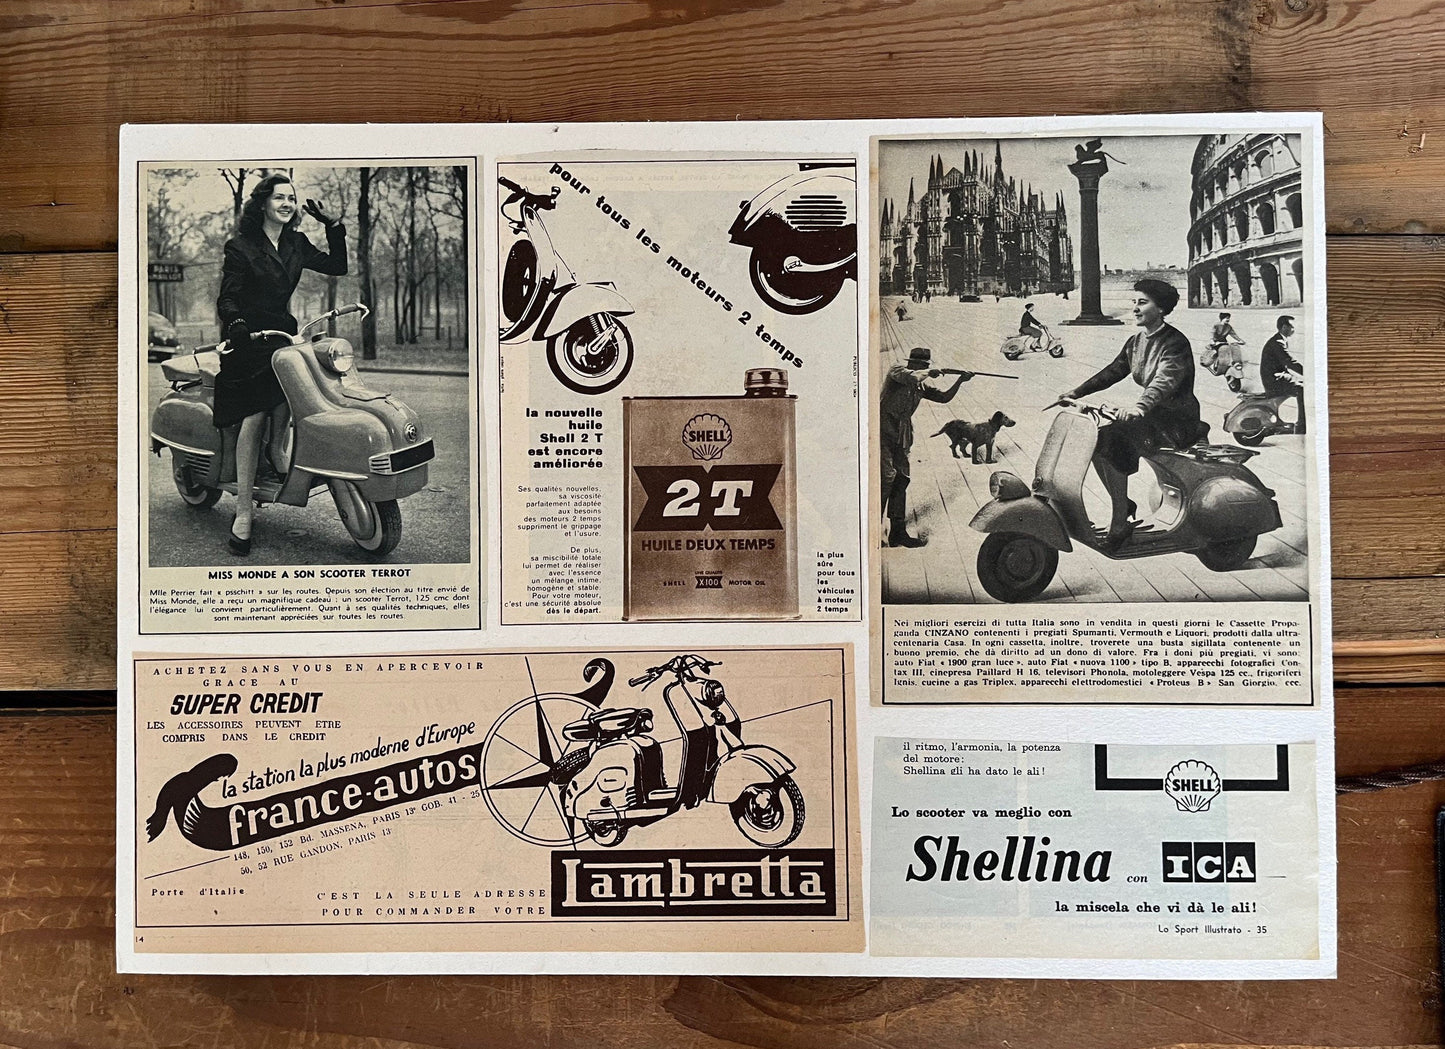 MISS MONDE A SON SCOOTER TERROT
Mlle Perrier fait « psschitt » sur les routes. Depuis son élection au titre envié de
Miss Monde, elle a reçu un magnifique cadeau : un scooter Terrot, 125 cmc dont
l'élégance lui convient particulièrement. Quant à ses qualités techniques, elles
sont maintenant appréciées sur toutes les routes.
pour tous les moteurs 2 temps
la nouvelle
huile
Shell 2 T
est encore
améliorée
Ses qualités nouvelles,
sa viscosité
parfaitement adaptée
aux besoins
des moteurs 2 temps
suppriment le grippage
et l'usure.
De plus,
sa miscibilité totale
lui permet de réaliser
avec l'essence
un mélange intime,
homogène et stable.
Pour votre moteur,
c'est une sécurité absolue
dès le départ.
SHELL
2T
HUILE DEUX TEMPS
UNE QUALITÉ
SHELL X100 MOTOR OIL
la plus
sûre
pour tous
les
véhicules
à moteur
2 temps
Nei migliori esercizi di tutta Italia sono in vendita in questi giorni le Cassette Propa-
ganda CINZANO contenenti i pregiati Spumanti, Vermouth e Liquori, prodotti dalla ultra-
centenaria Casa. In ogni cassetta, inoltre, troverete una busta sigillata contenente un
buono premio, che dà diritto ad un dono di valore. Fra i doni più pregiati, vi sono:
auto Fiat « 1900 gran luce », auto Fiat « nuova 1100 » tipo B, apparecchi fotografici Con-
tax III, cinepresa Paillard H 16, televisori Phonola, motoleggere Vespa 125 cc., frigoriferi
Ignis, cucine a gas Triplex, apparecchi elettrodomestici « Proteus B » San Giorgio, ecc.
ACHETEZ SANS VOUS EN APERCEVOIR
GRACE AU
SUPER CREDIT
LES ACCESSOIRES PEUVENT ETRE
COMPRIS DANS LE CREDIT
la station la plus moderne d'Europe
france-autos
148, 150, 152 Bd. MASSENA, PARIS 13e GOB. 41 - 25
50, 52 RUE GANDON, PARIS 13e
Porte d'Italie
C'EST LA SEULE ADRESSE
POUR COMMANDER VOTRE
Lambretta
14
il ritmo, l'armonia, la potenza
del motore:
Shellina gli ha dato le ali!
SHELL
Lo scooter va meglio con
Shellina con ICA
la miscela che vi dà le ali!
Lo Sport Illustrato - 35